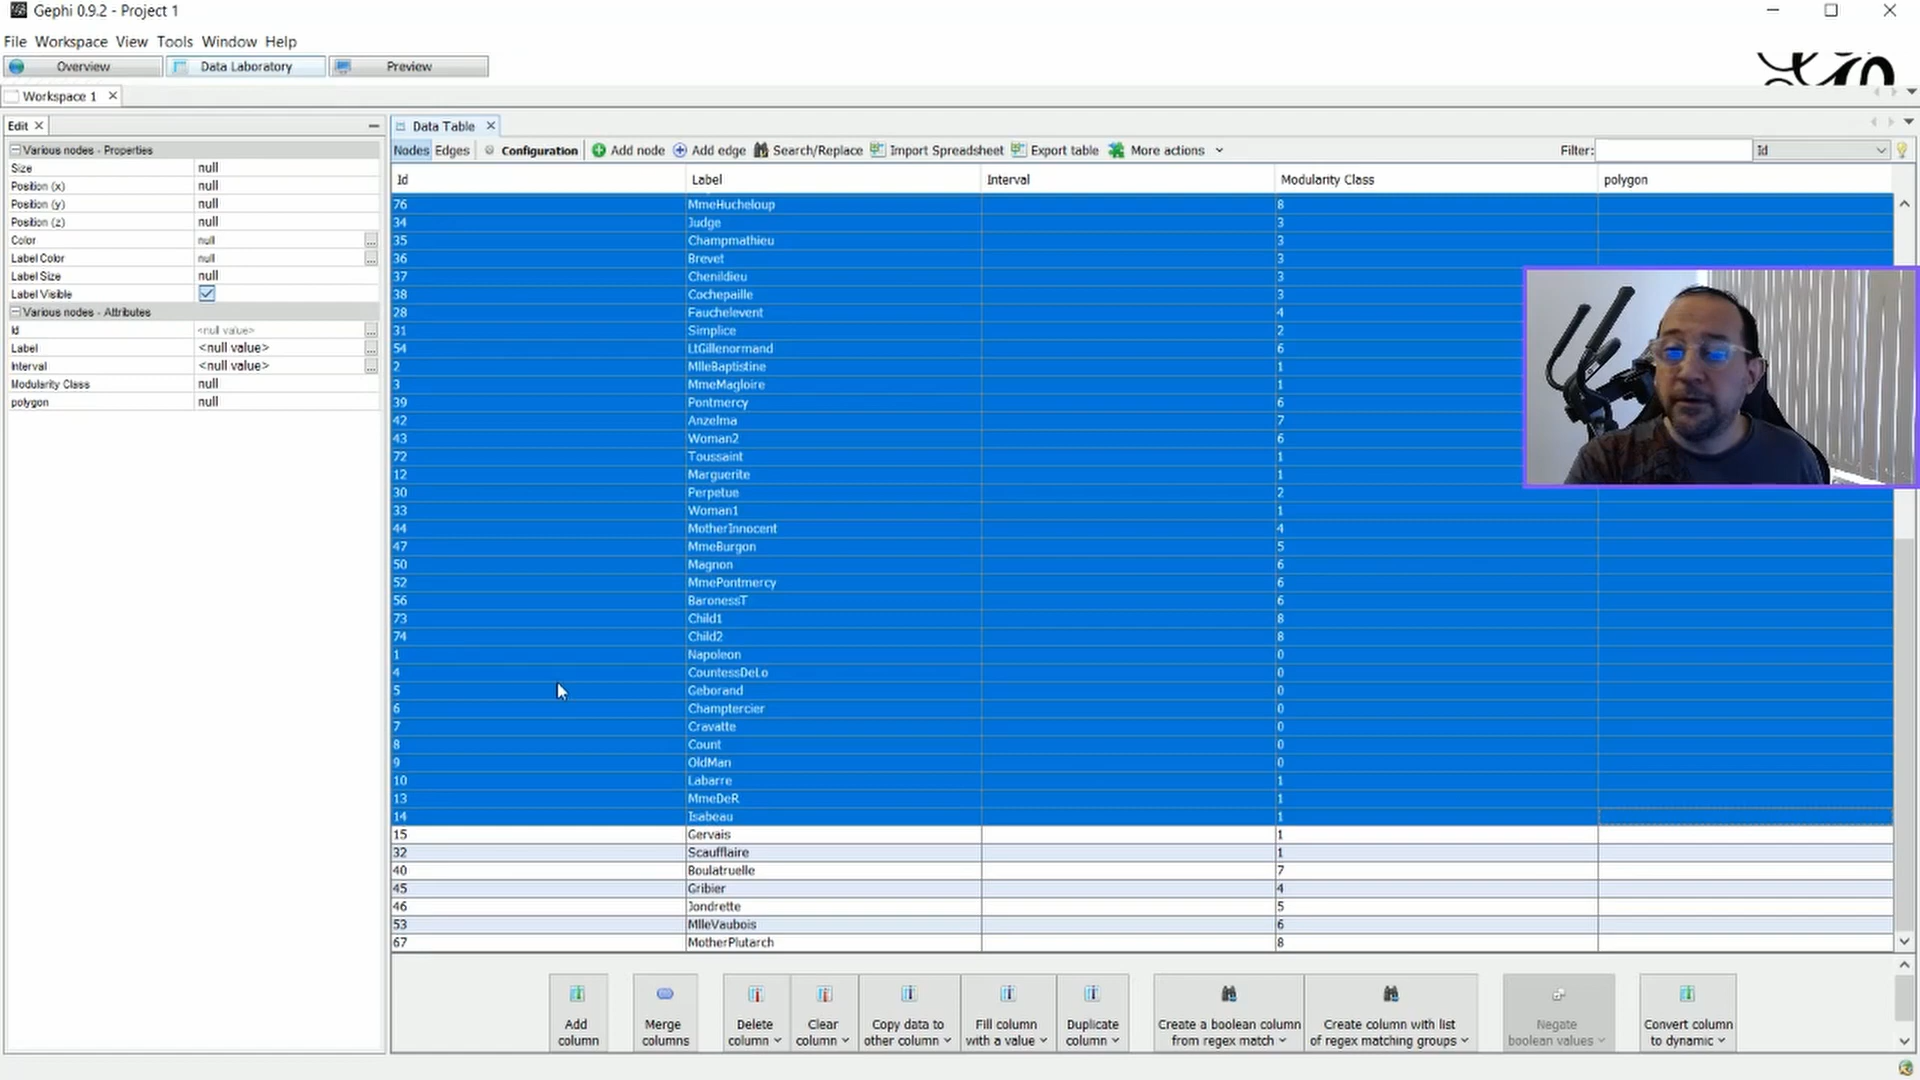 Gephi 0.9.2 - Project 1
File Workspace View Tools Window Help
Overview Data Laboratory Preview
Workspace 1
Edit
Various nodes - Properties
Size null
Position (x) null
Position (y) null
Position (z) null
Color null ...
Label Color null ...
Label Size null
Label Visible
Various nodes - Attributes
Id <null value> ...
Label <null value> ...
Interval <null value> ...
Modularity Class null
polygon null
Data Table
Nodes Edges Configuration Add node Add edge Search/Replace Import Spreadsheet Export table More actions Filter: Id
Id Label Interval Modularity Class polygon
76 MmeHucheloup 8
34 Judge 3
35 Champmathieu 3
36 Brevet 3
37 Chenildieu 3
38 Cochepaille 3
28 Fauchelevent 4
31 Simplice 2
54 LtGillenormand 6
2 MlleBaptistine 1
3 MmeMagloire 1
39 Pontmercy 6
42 Anzelma 7
43 Woman2 6
72 Toussaint 1
12 Marguerite 1
30 Perpetue 2
33 Woman1 1
44 MotherInnocent 4
47 MmeBurgon 5
50 Magnon 6
52 MmePontmercy 6
56 BaronessT 6
73 Child1 8
74 Child2 8
1 Napoleon 0
4 CountessDeLo 0
5 Geborand 0
6 Champtercier 0
7 Cravatte 0
8 Count 0
9 OldMan 0
10 Labarre 1
13 MmeDeR 1
14 Isabeau 1
15 Gervais 1
32 Scaufflaire 1
40 Boulatruelle 7
45 Gribier 4
46 Jondrette 5
53 MlleVaubois 6
67 MotherPlutarch 8
Add column
Merge columns
Delete column
Clear column
Copy data to other column
Fill column with a value
Duplicate column
Create a boolean column from regex match
Create column with list of regex matching groups
Negate boolean values
Convert column to dynamic